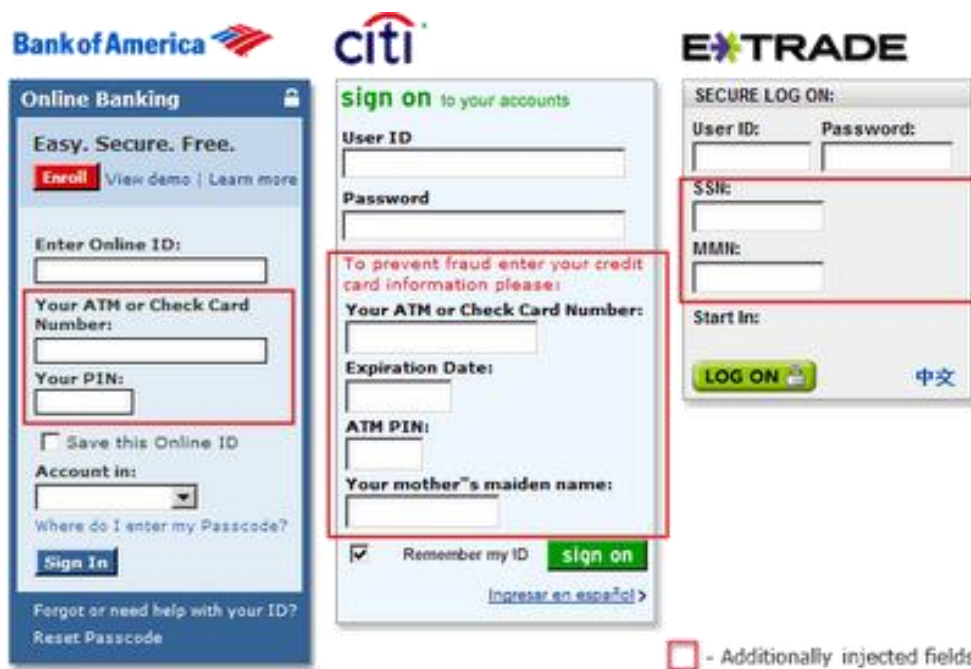 Bank of America
Online Banking
Easy. Secure. Free.
Enroll View demo | Learn more
Enter Online ID:
Your ATM or Check Card
Number:
Your PIN:
Save this Online ID
Account in:
Where do I enter my Passcode?
Sign In
Forgot or need help with your ID?
Reset Passcode
citi
sign on to your accounts
User ID
Password
To prevent fraud enter your credit
card information please:
Your ATM or Check Card Number:
Expiration Date:
ATM PIN:
Your mother"s maiden name:
Remember my ID sign on
Ingresar en español >
E*TRADE
SECURE LOG ON:
User ID: Password:
SSN:
MMN:
Start In:
LOG ON 中文
- Additionally injected fields